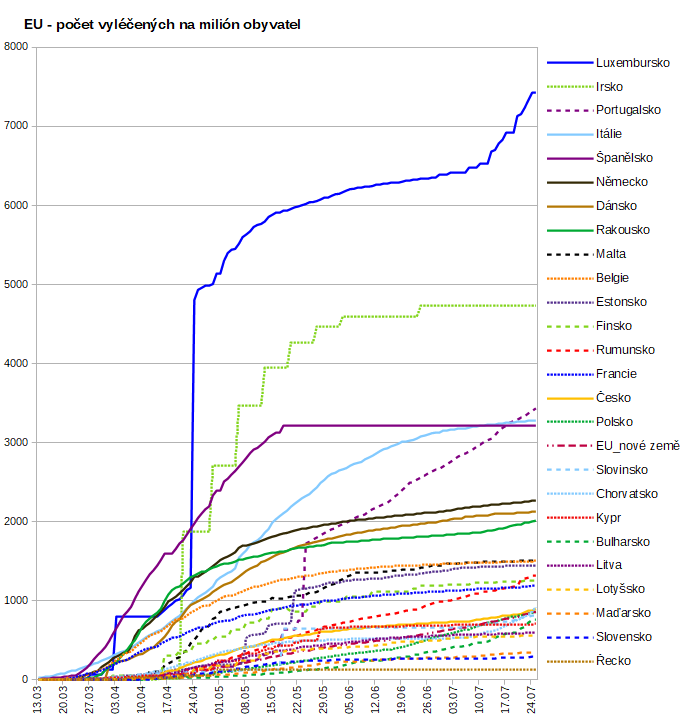 EU - počet vyléčených na milión obyvatel
8000
7000
6000
5000
4000
3000
2000
1000
0
13.03
20.03
27.03
03.04
10.04
17.04
24.04
01.05
08.05
15.05
22.05
29.05
05.06
12.06
19.06
26.06
03.07
10.07
17.07
24.07
Luxembursko
Irsko
Portugalsko
Itálie
Španělsko
Německo
Dánsko
Rakousko
Malta
Belgie
Estonsko
Finsko
Rumunsko
Francie
Česko
Polsko
EU_nové země
Slovinsko
Chorvatsko
Kypr
Bulharsko
Litva
Lotyšsko
Maďarsko
Slovensko
Řecko